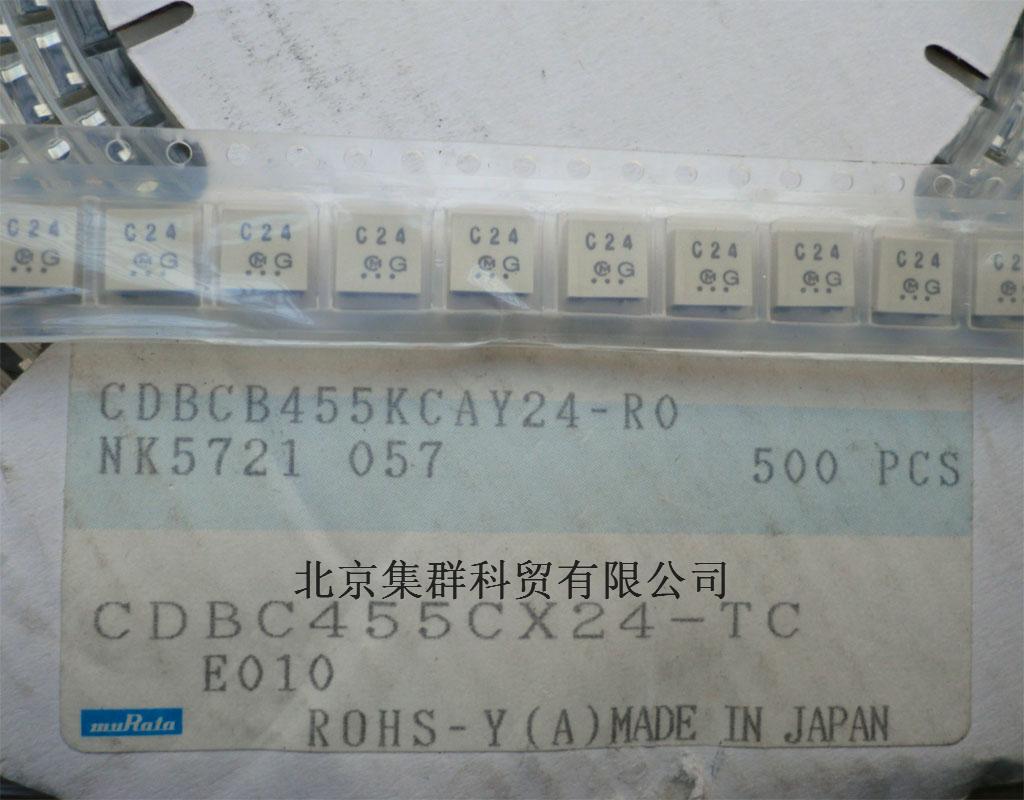 C24 C24 C24 C24 C24 C24 C24 C24 C24 C2
G G G G G G G G G
CDBCB455KCAY24-R0
NK5721 057 500 PCS
北京集群科贸有限公司
CDBC455CX24-TC
E010
muRata ROHS-Y(A)MADE IN JAPAN